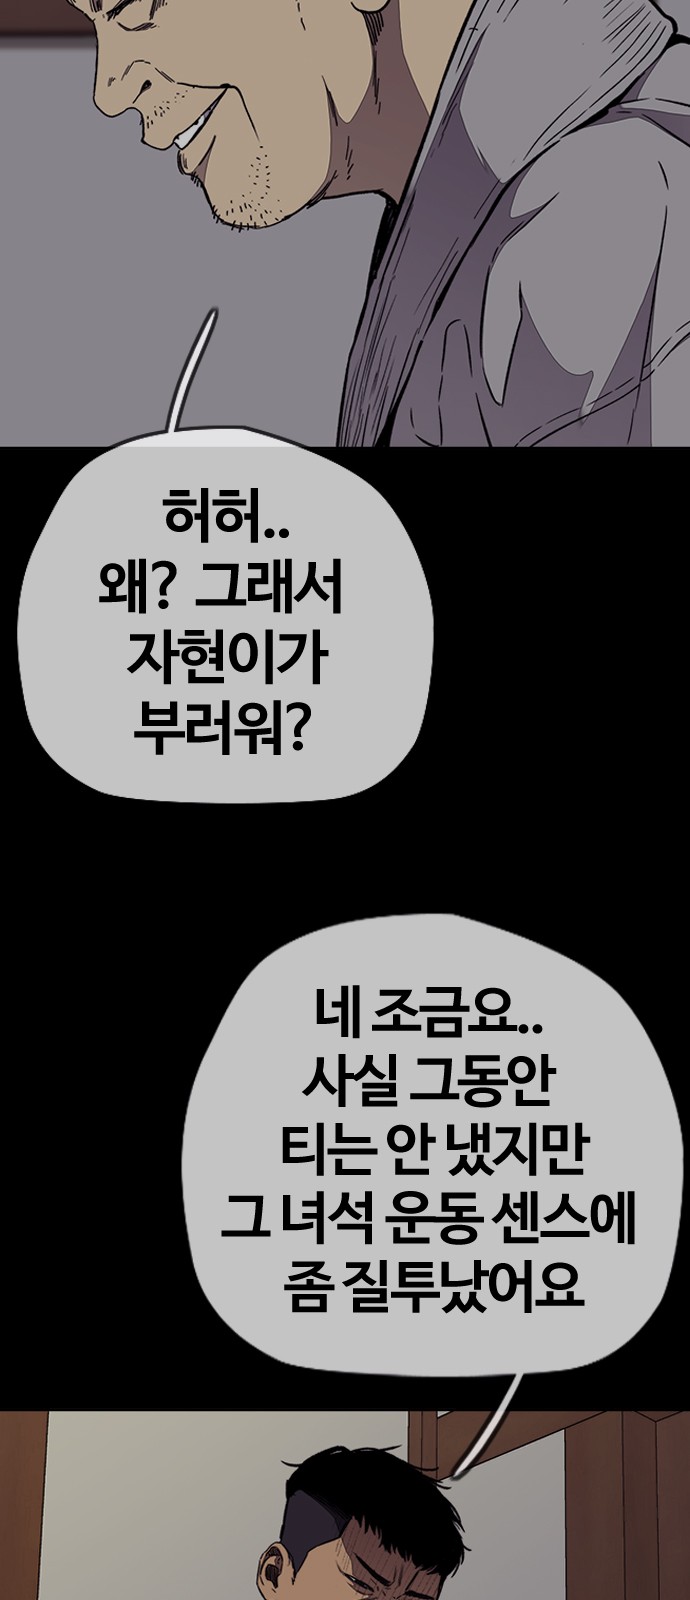 허허..
왜? 그래서
자현이가
부러워?
네 조금요..
사실 그동안
티는 안 냈지만
그 녀석 운동 센스에
좀 질투났어요